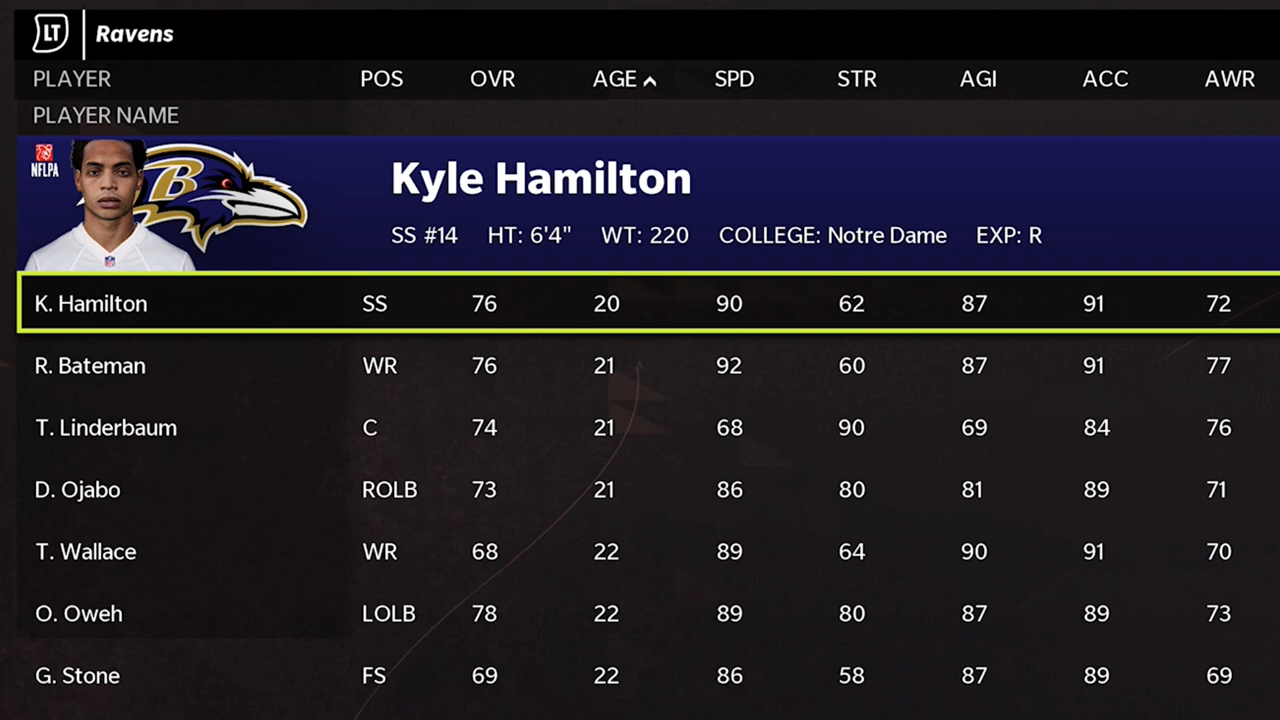 LT Ravens
PLAYER POS OVR AGE SPD STR AGI ACC AWR
PLAYER NAME
NFLPA
B
Kyle Hamilton
SS #14 HT: 6'4" WT: 220 COLLEGE: Notre Dame EXP: R
K. Hamilton SS 76 20 90 62 87 91 72
R. Bateman WR 76 21 92 60 87 91 77
T. Linderbaum C 74 21 68 90 69 84 76
D. Ojabo ROLB 73 21 86 80 81 89 71
T. Wallace WR 68 22 89 64 90 91 70
O. Oweh LOLB 78 22 89 80 87 89 73
G. Stone FS 69 22 86 58 87 89 69